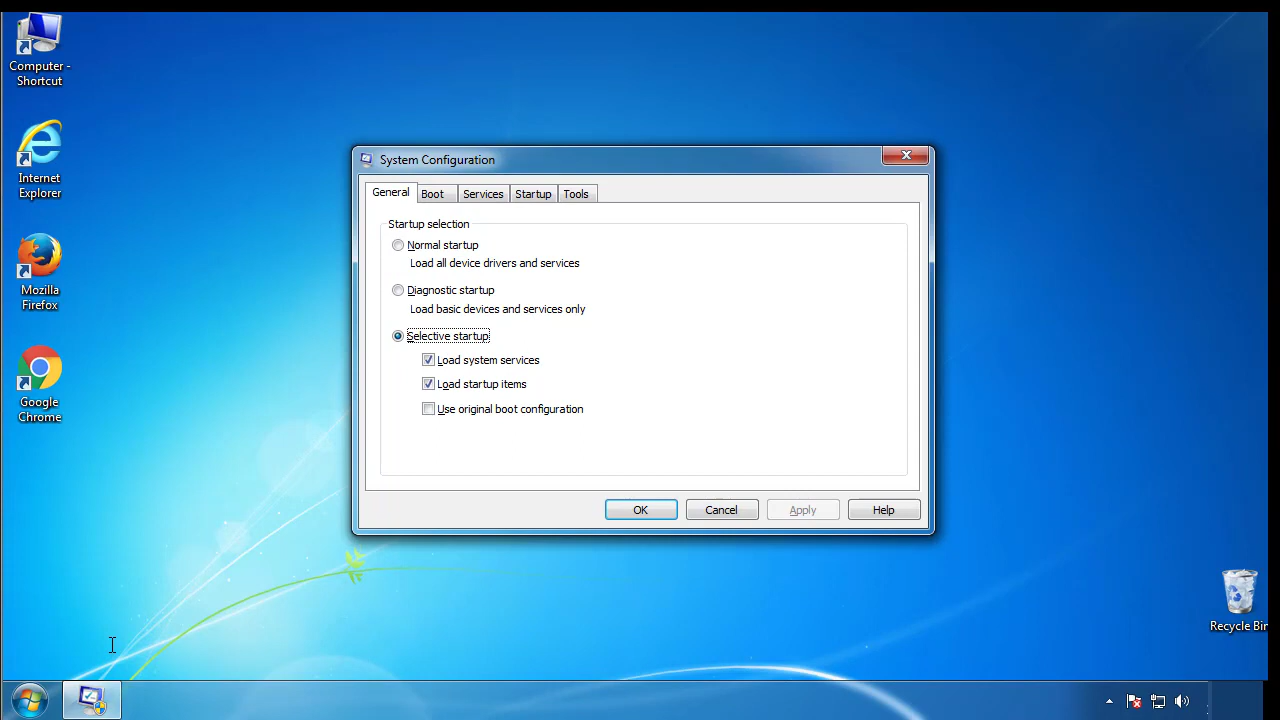 Computer -
Shortcut
Internet
Explorer
Mozilla
Firefox
Google
Chrome
System Configuration
General
Boot
Services
Startup
Tools
Startup selection
Normal startup
Load all device drivers and services
Diagnostic startup
Load basic devices and services only
Selective startup
Load system services
Load startup items
Use original boot configuration
OK
Cancel
Apply
Help
Recycle Bin